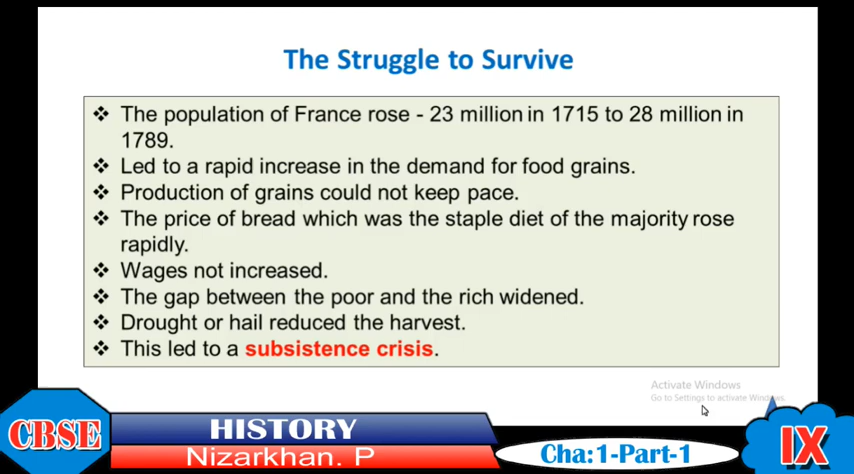 The Struggle to Survive
❖ The population of France rose - 23 million in 1715 to 28 million in
1789.
❖ Led to a rapid increase in the demand for food grains.
❖ Production of grains could not keep pace.
❖ The price of bread which was the staple diet of the majority rose
rapidly.
❖ Wages not increased.
❖ The gap between the poor and the rich widened.
❖ Drought or hail reduced the harvest.
❖ This led to a subsistence crisis.
Activate Windows
Go to Settings to activate Windows.
CBSE
HISTORY
Nizarkhan. P
Cha:1-Part-1
IX